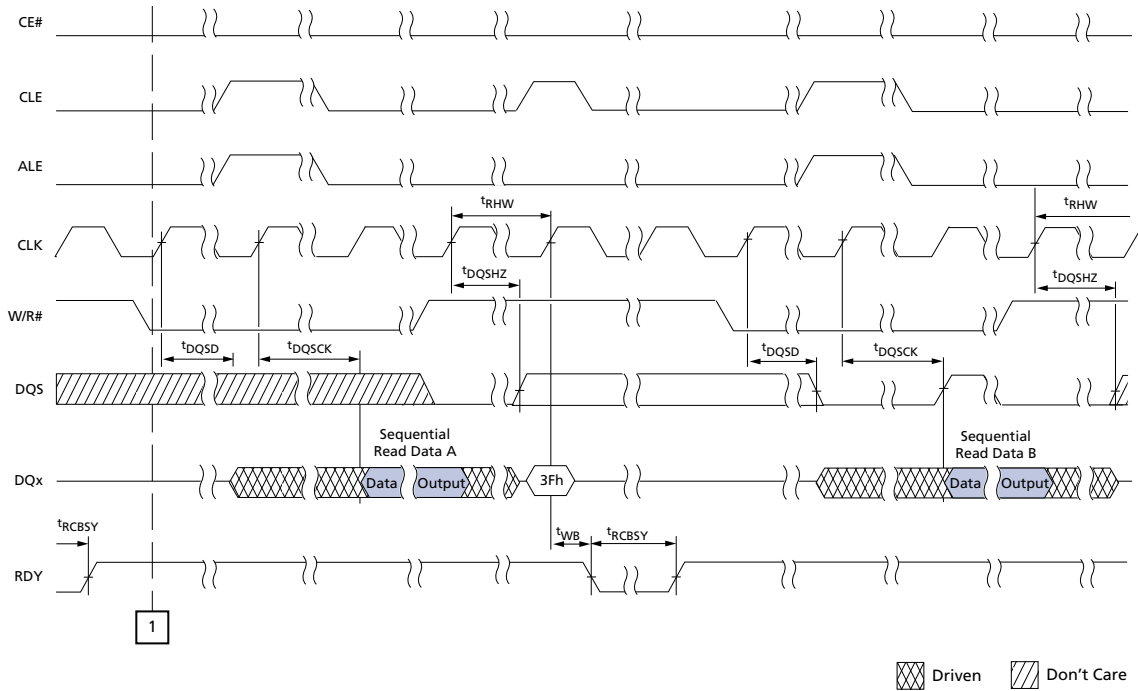 CE#
CLE
ALE
tRHW
tRHW
CLK
tDQSHZ
tDQSHZ
W/R#
tDQSD
tDQSCK
tDQSD
tDQSCK
DQS
Sequential
Read Data A
Sequential
Read Data B
DQx
Data
Output
3Fh
Data
Output
tRCBSY
tWB
tRCBSY
RDY
1
Driven
Don't Care